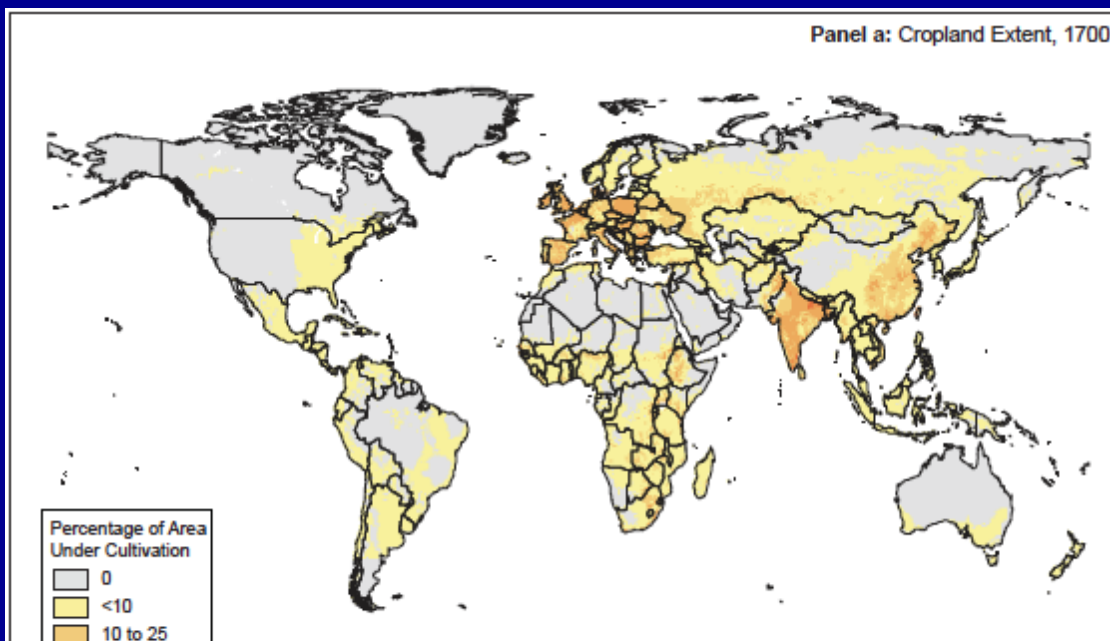 Panel a: Cropland Extent, 1700
Percentage of Area
Under Cultivation
0
<10
10 to 25